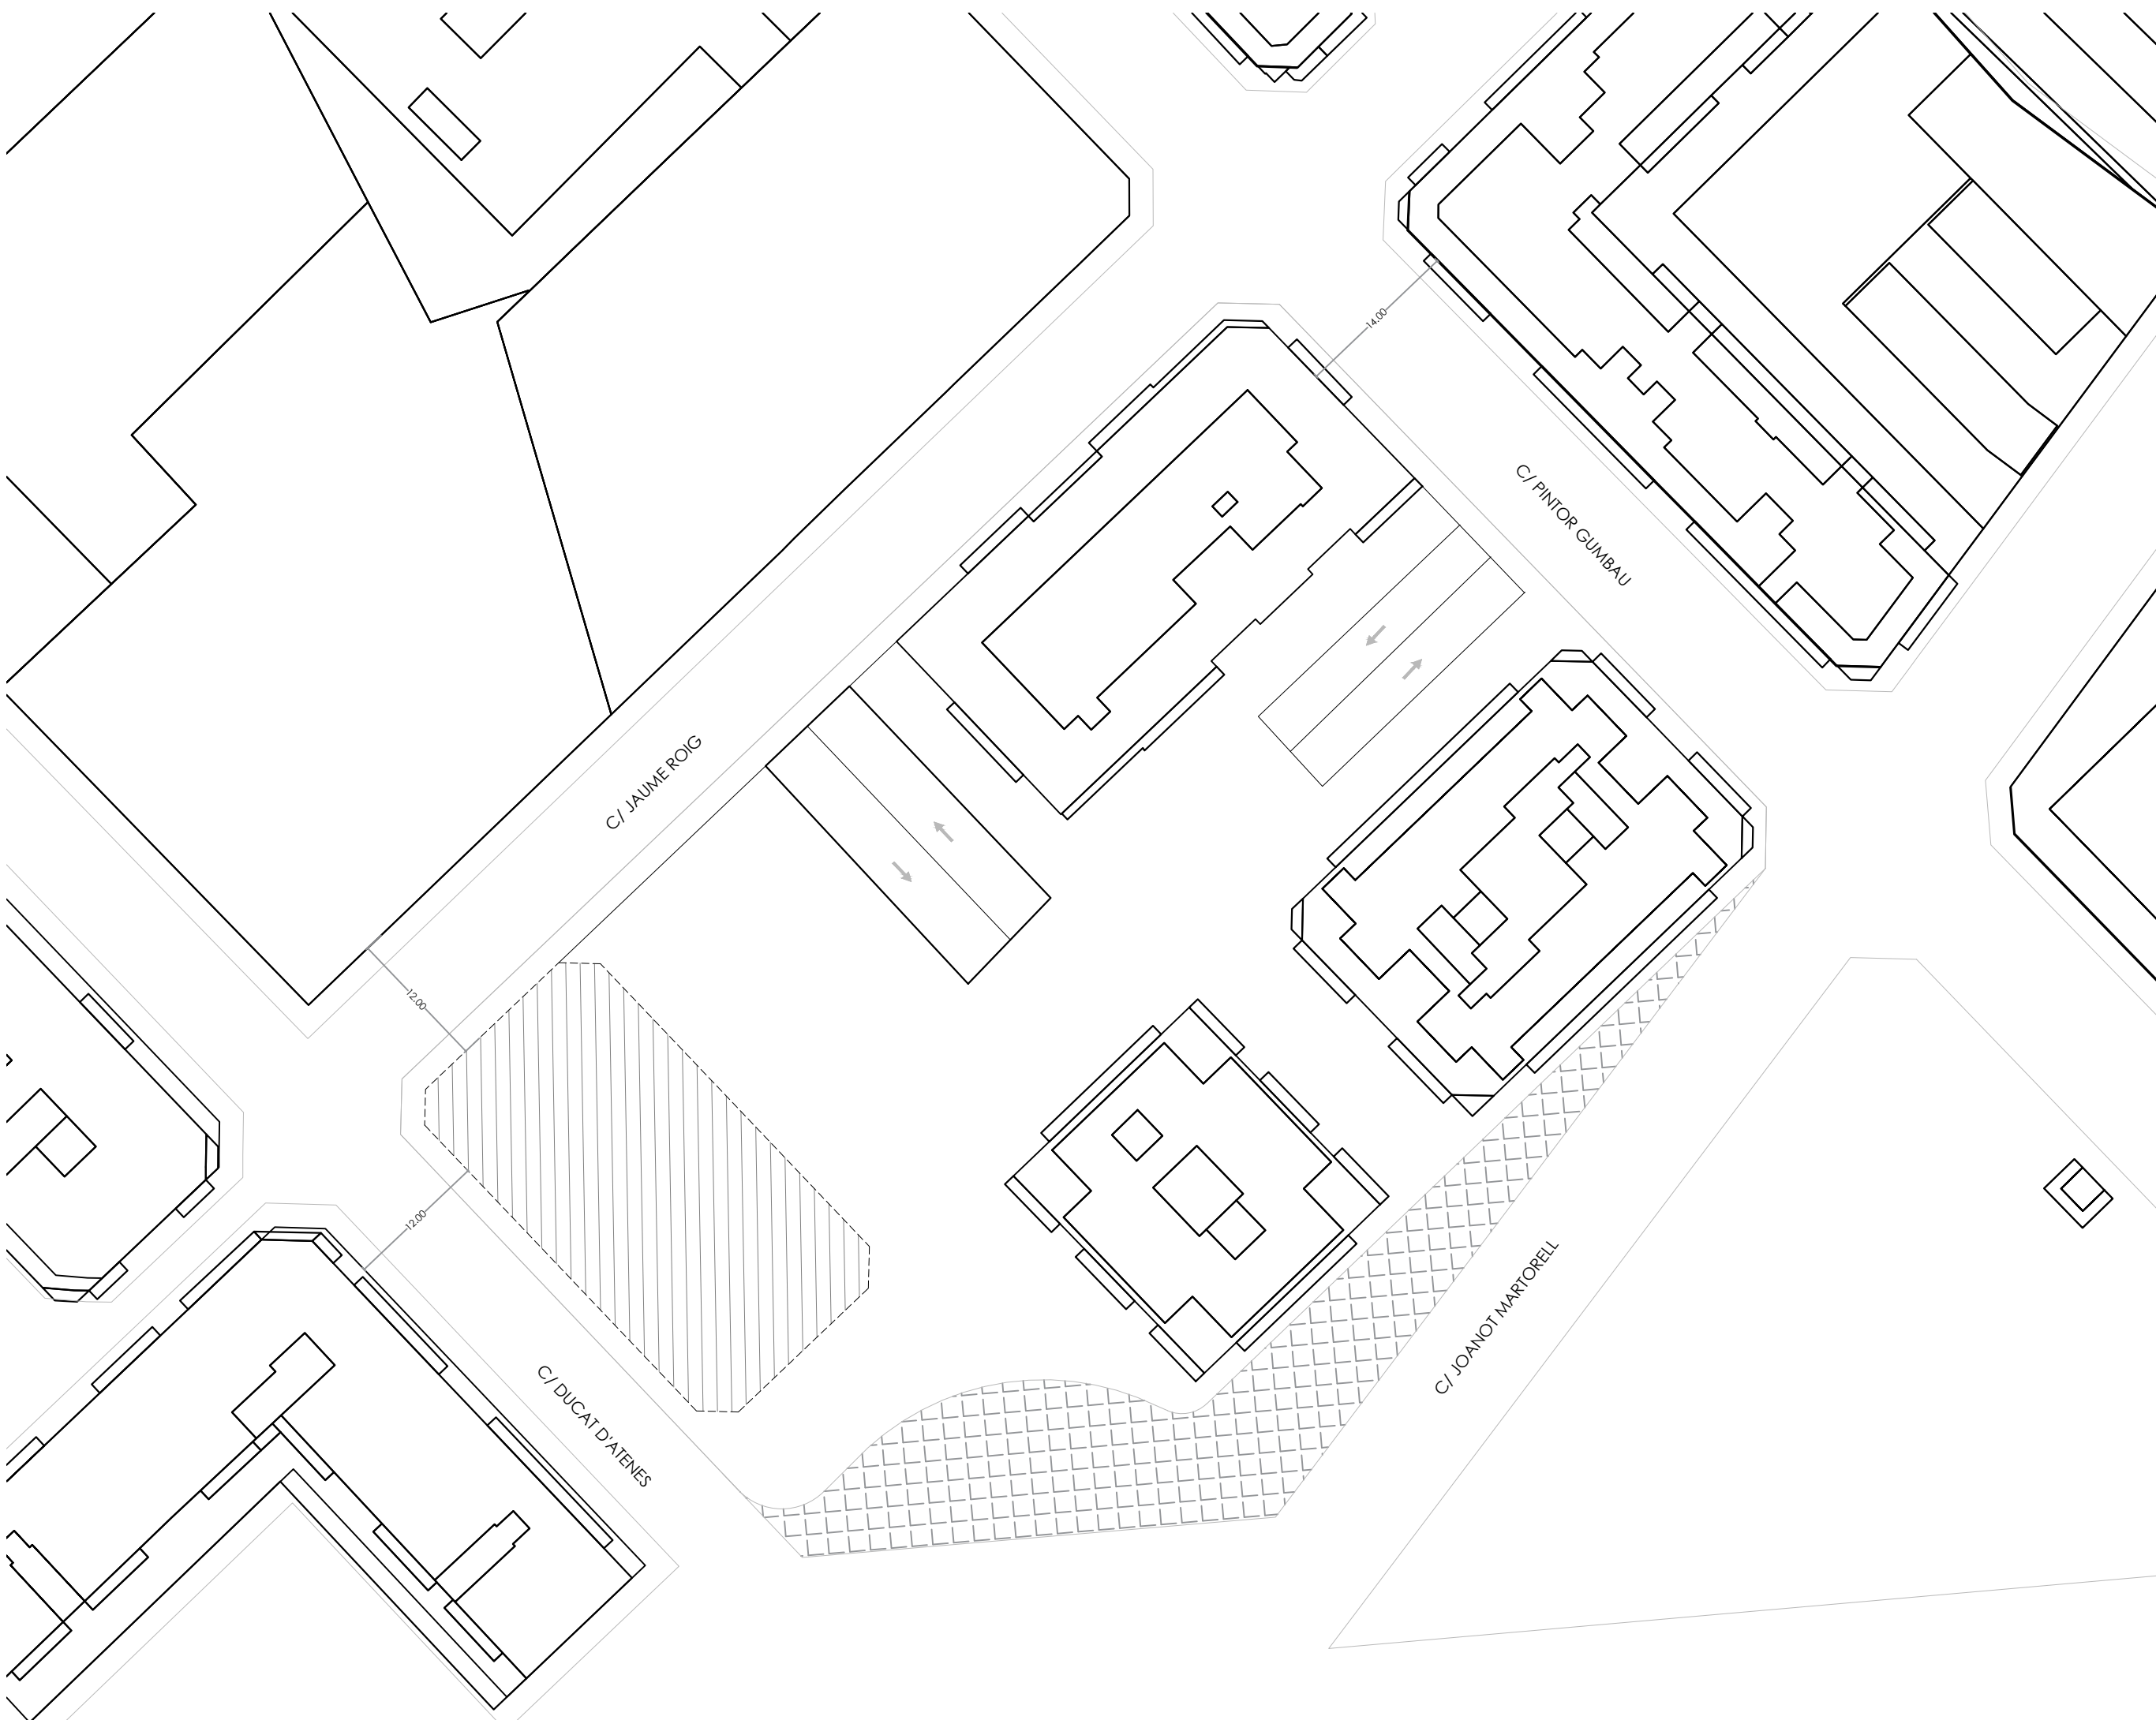 14.00
C/ PINTOR GUMBAU
C/ JAUME ROIG
12.00
12.00
C/ JOANOT MARTORELL
C/ DUCAT D'ATENES